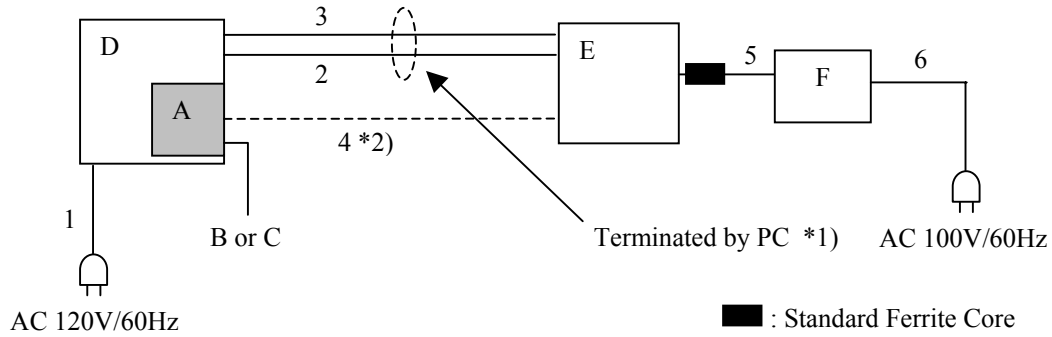 3
D
E
5
6
2
F
A
4 *2)
1
B or C
Terminated by PC *1)
AC 100V/60Hz
AC 120V/60Hz
: Standard Ferrite Core